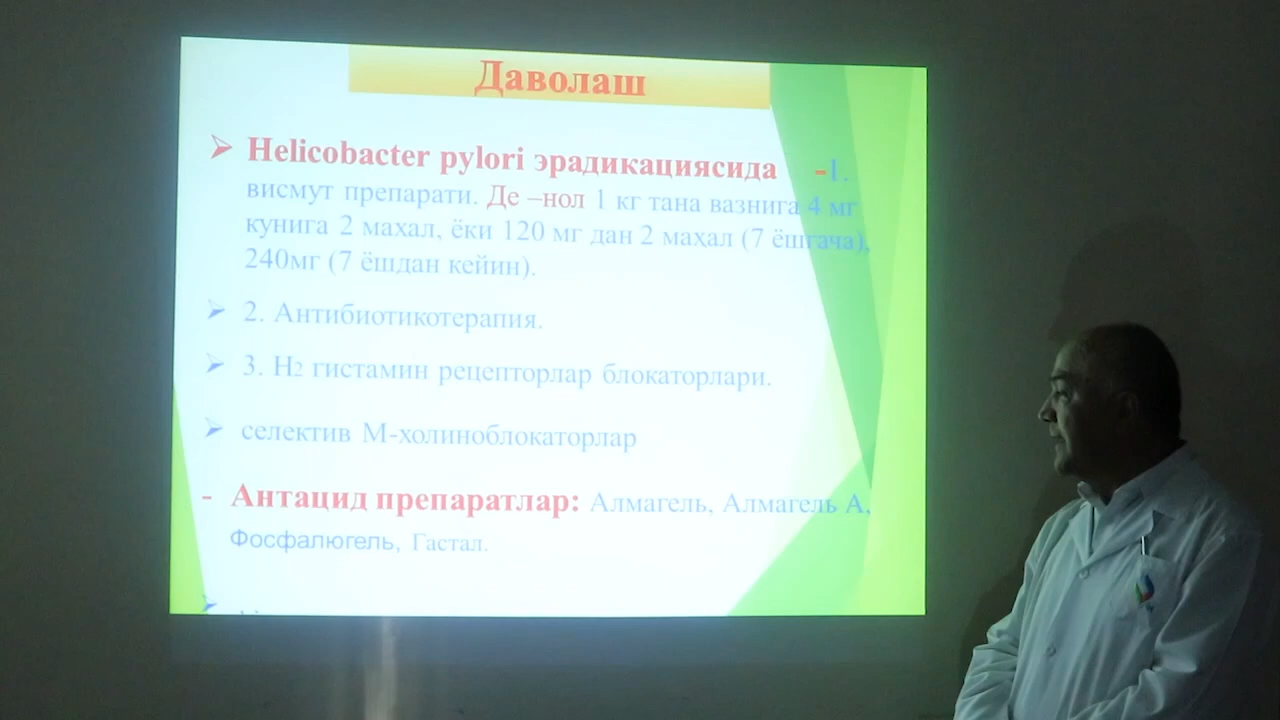 Даволаш
Helicobacter pylori эрадикациясида -1.
висмут препарати. Де –нол 1 кг тана вазнига 4 мг
кунига 2 махал, ёки 120 мг дан 2 махал (7 ёшгача),
240мг (7 ёшдан кейин).
2. Антибиотикотерапия.
3. Н2 гистамин рецепторлар блокаторлари.
селектив М-холиноблокаторлар
- Антацид препаратлар: Алмагель, Алмагель А,
Фосфалюгель, Гастал.